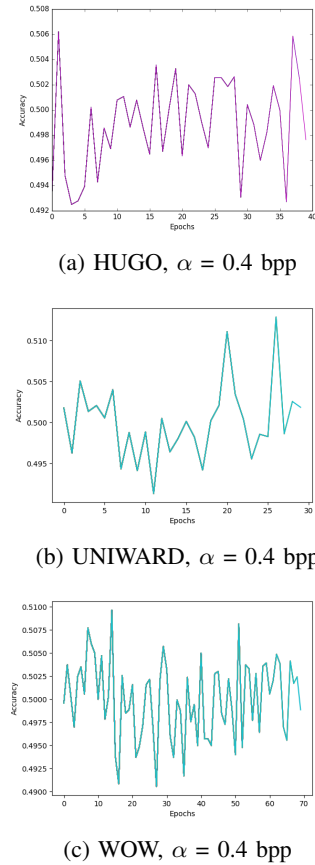 0.508
0.506
0.504
0.502
0.500
0.498
0.496
0.494
0.492
Accuracy
0 5 10 15 20 25 30 35 40
Epochs
(a) HUGO, α = 0.4 bpp
0.510
0.505
0.500
0.495
Accuracy
0 5 10 15 20 25 30
Epochs
(b) UNIWARD, α = 0.4 bpp
0.5100
0.5075
0.5050
0.5025
0.5000
0.4975
0.4950
0.4925
0.4900
Accuracy
0 10 20 30 40 50 60 70
Epochs
(c) WOW, α = 0.4 bpp